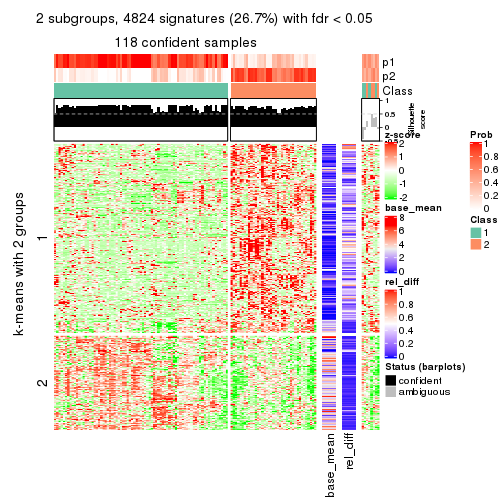 2 subgroups, 4824 signatures (26.7%) with fdr < 0.05
118 confident samples
p1
p2
Class
1
0.5
0
Silhouette
score
k-means with 2 groups
1
2
base_mean
rel_diff
z-score
2
1
0
-1
-2
base_mean
8
6
4
2
0
rel_diff
1
0.8
0.6
0.4
0.2
0
Status (barplots)
confident
ambiguous
Prob
1
0.8
0.6
0.4
0.2
0
Class
1
2